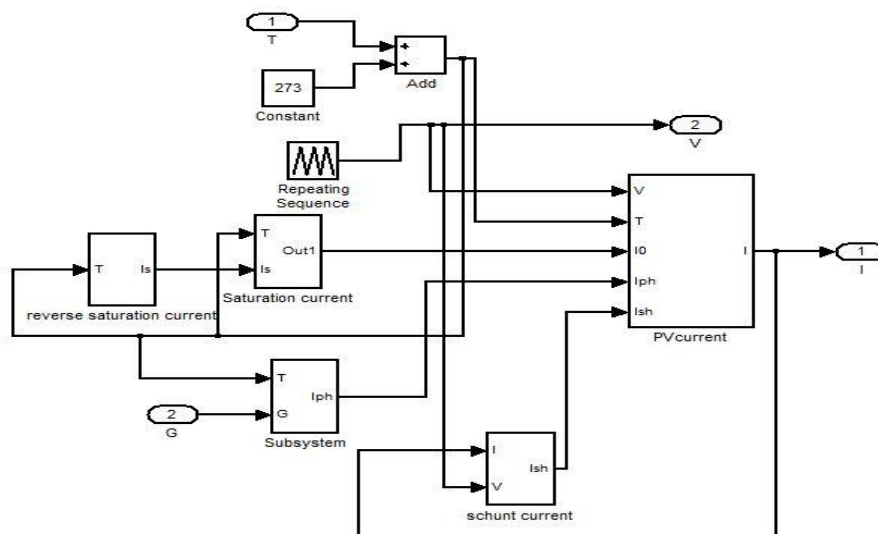 1
T
+
+
Add
273
Constant
Repeating
Sequence
2
V
T
Is
reverse saturation current
T
Is
Out1
Saturation current
V
T
I0
Iph
Ish
I
PVcurrent
1
I
T
G
Iph
Subsystem
2
G
I
V
Ish
schunt current